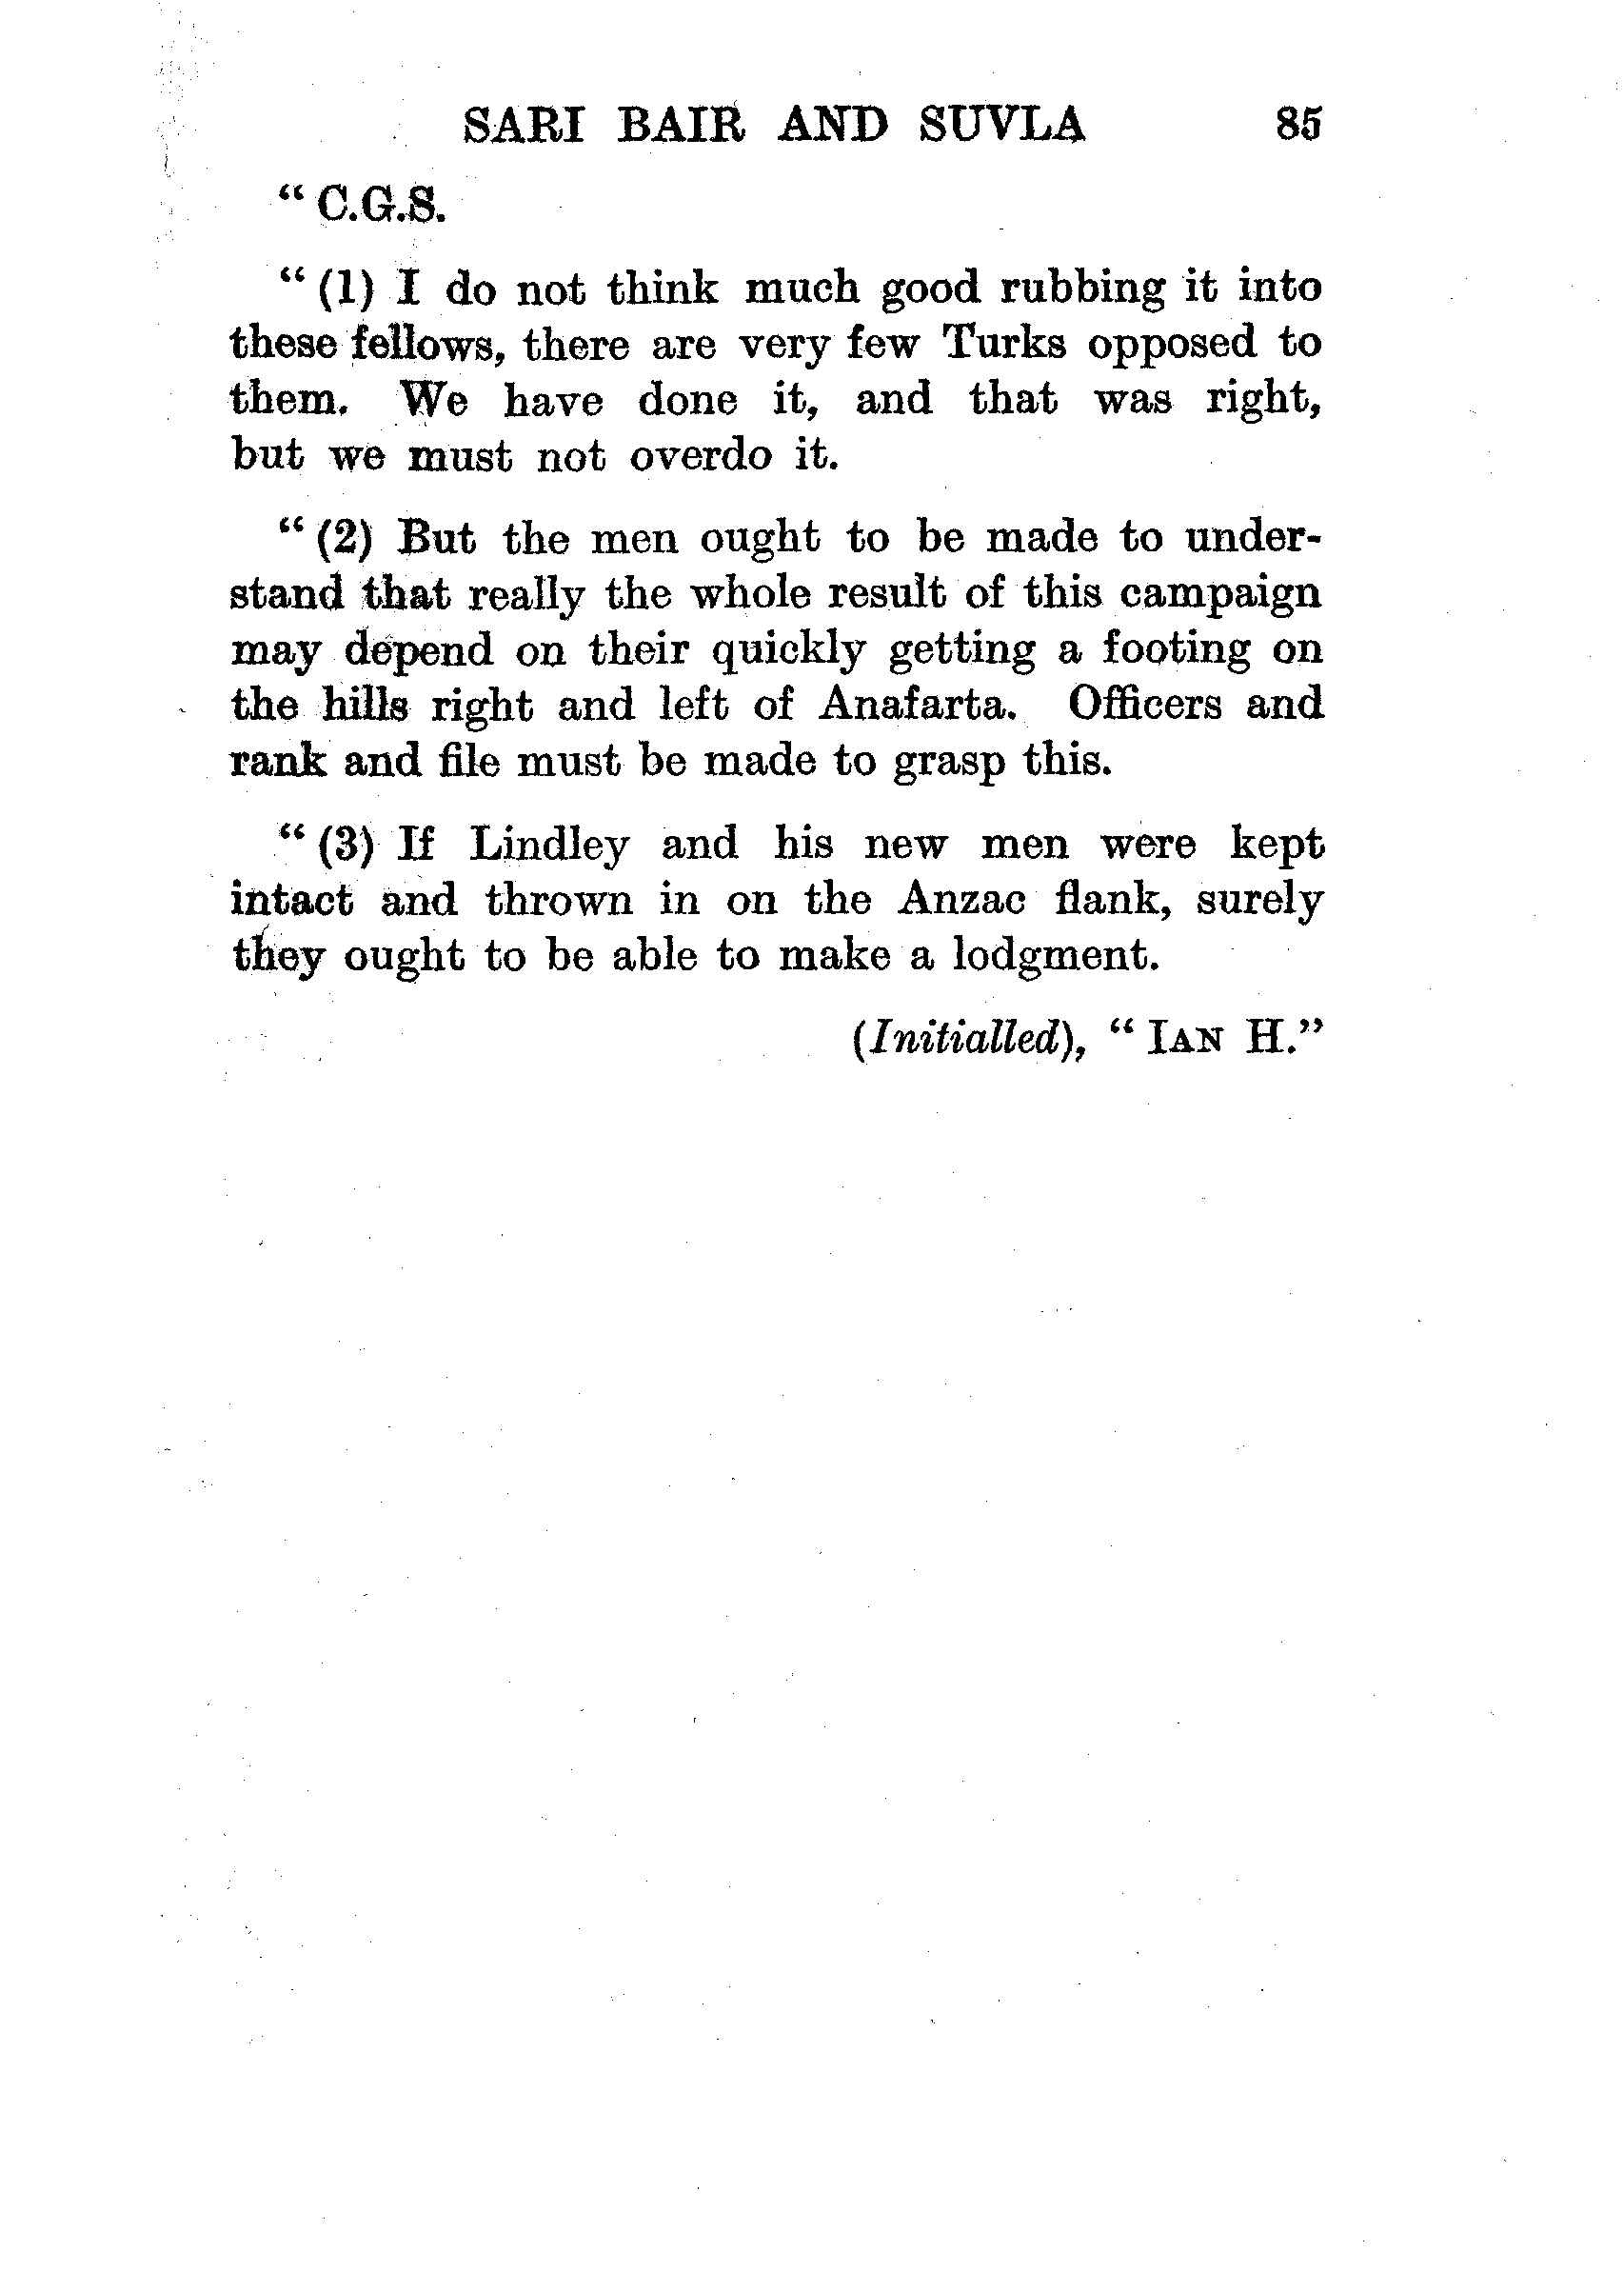 SARI BAIR AND SUVLA 85
“ C.G.S.
“ (1) I do not think much good rubbing it into
these fellows, there are very few Turks opposed to
them. We have done it, and that was right,
but we must not overdo it.
“ (2) But the men ought to be made to under-
stand that really the whole result of this campaign
may depend on their quickly getting a footing on
the hills right and left of Anafarta. Officers and
rank and file must be made to grasp this.
“ (3) If Lindley and his new men were kept
intact and thrown in on the Anzac flank, surely
they ought to be able to make a lodgment.
(Initialled), “ IAN H.”